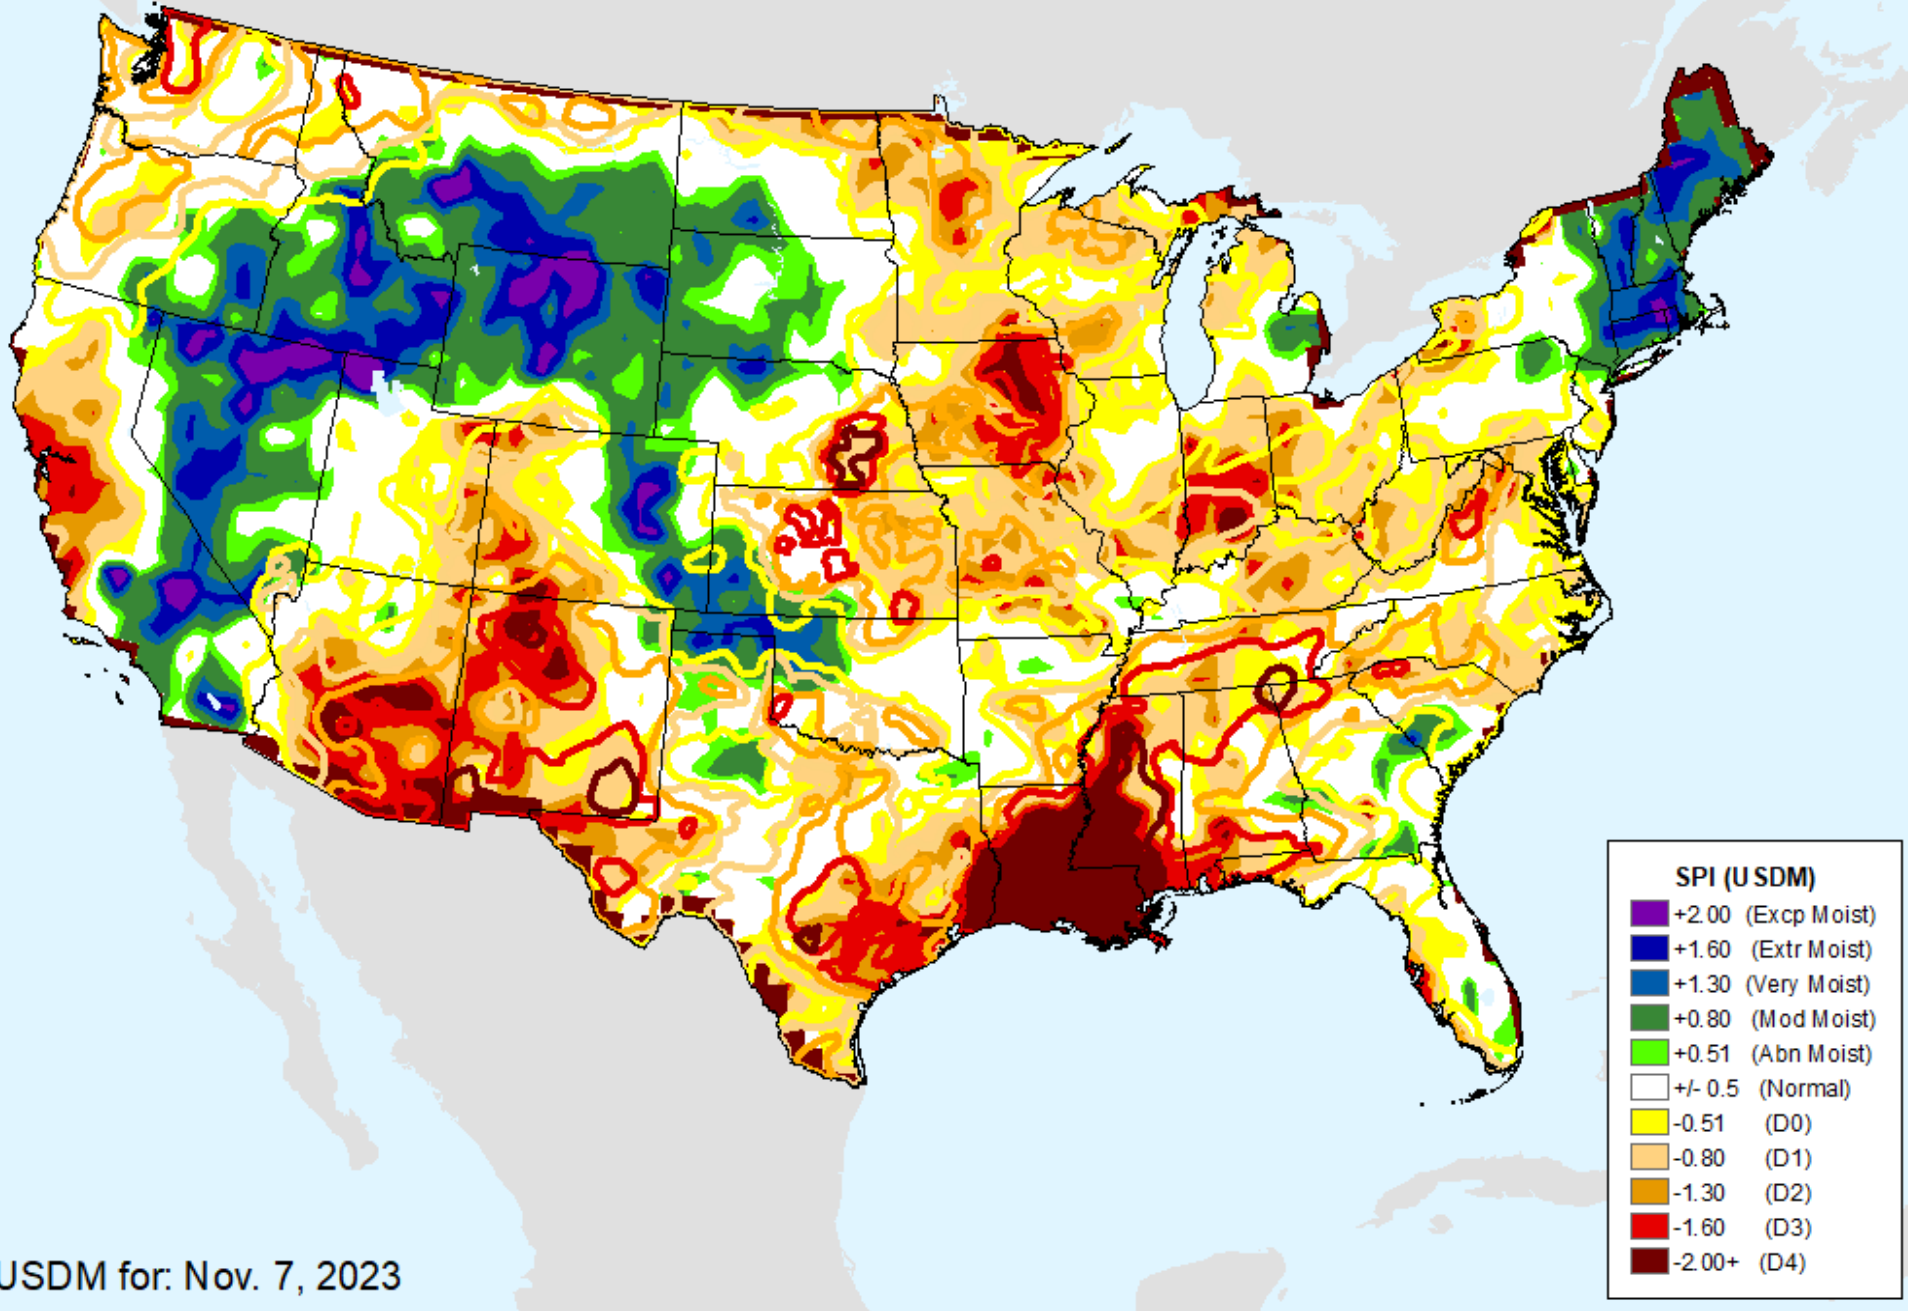 SPI (USDM)
+2.00 (Excp Moist)
+1.60 (Extr Moist)
+1.30 (Very Moist)
+0.80 (Mod Moist)
+0.51 (Abn Moist)
+/- 0.5 (Normal)
-0.51 (D0)
-0.80 (D1)
-1.30 (D2)
-1.60 (D3)
-2.00+ (D4)
USDM for: Nov. 7, 2023